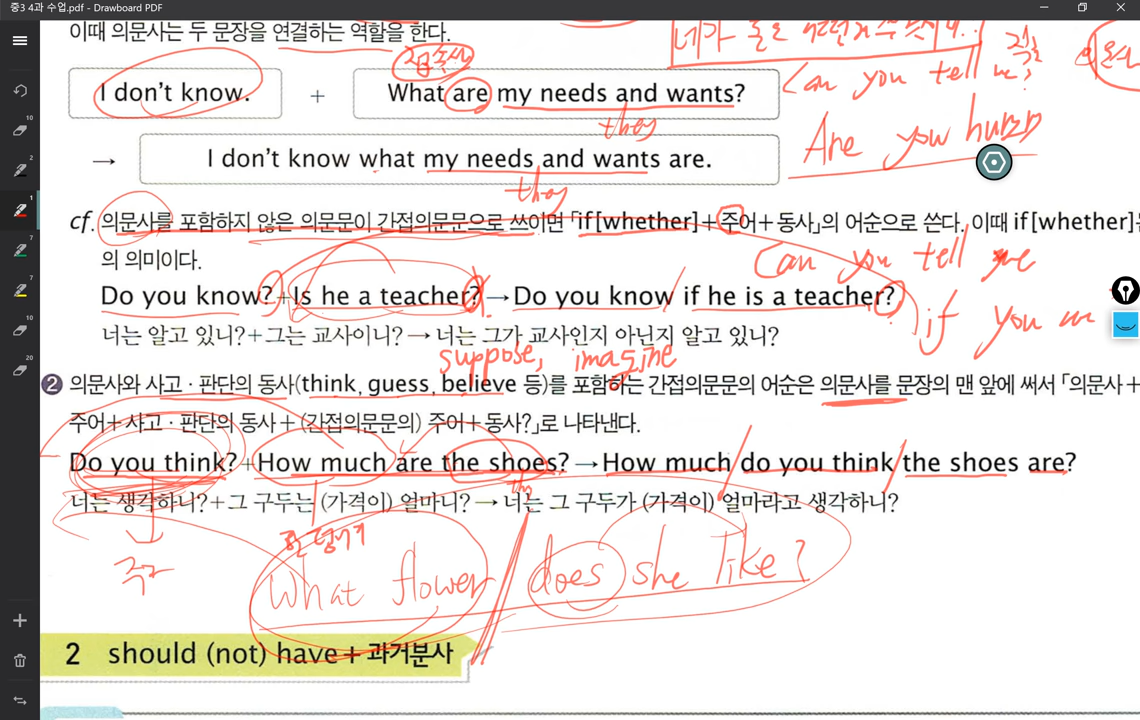 중3 4과 수업.pdf - Drawboard PDF
이때 의문사는 두 문장을 연결하는 역할을 한다.
Can you tell me?
I don't know. + What are my needs and wants?
they
Are you
→ I don't know what my needs and wants are.
they
cf. 의문사를 포함하지 않은 의문문이 간접의문문으로 쓰이면 「if[whether]+주어+동사」의 어순으로 쓴다. 이때 if[whether]
의 의미이다.
Can you tell me
Do you know?+Is he a teacher?→Do you know if he is a teacher?
if you
너는 알고 있니?+그는 교사이니?→너는 그가 교사인지 아닌지 알고 있니?
suppose, imagine
2 의문사와 사고·판단의 동사(think, guess, believe 등)를 포함하는 간접의문문의 어순은 의문사를 문장의 맨 앞에 써서 「의문사+
주어+사고·판단의 동사+(간접의문문의) 주어+동사?」로 나타낸다.
Do you think?+How much are the shoes?→How much do you think the shoes are?
너는 생각하니?+그 구두는 (가격이) 얼마니?→너는 그 구두가 (가격이) 얼마라고 생각하니?
What flower does she like?
2 should (not) have+과거분사